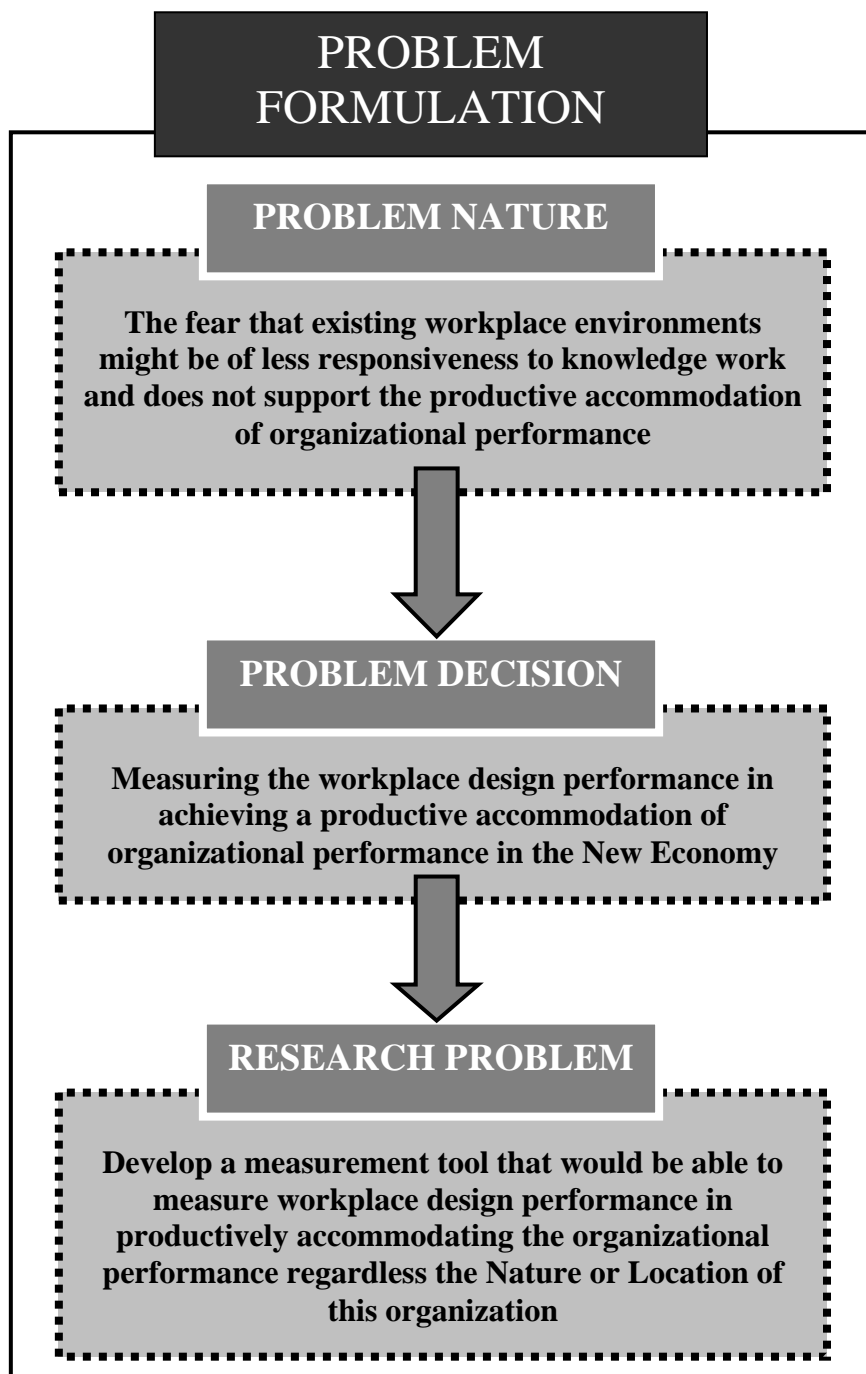 PROBLEM
FORMULATION
PROBLEM NATURE
The fear that existing workplace environments
might be of less responsiveness to knowledge work
and does not support the productive accommodation
of organizational performance
PROBLEM DECISION
Measuring the workplace design performance in
achieving a productive accommodation of
organizational performance in the New Economy
RESEARCH PROBLEM
Develop a measurement tool that would be able to
measure workplace design performance in
productively accommodating the organizational
performance regardless the Nature or Location of
this organization